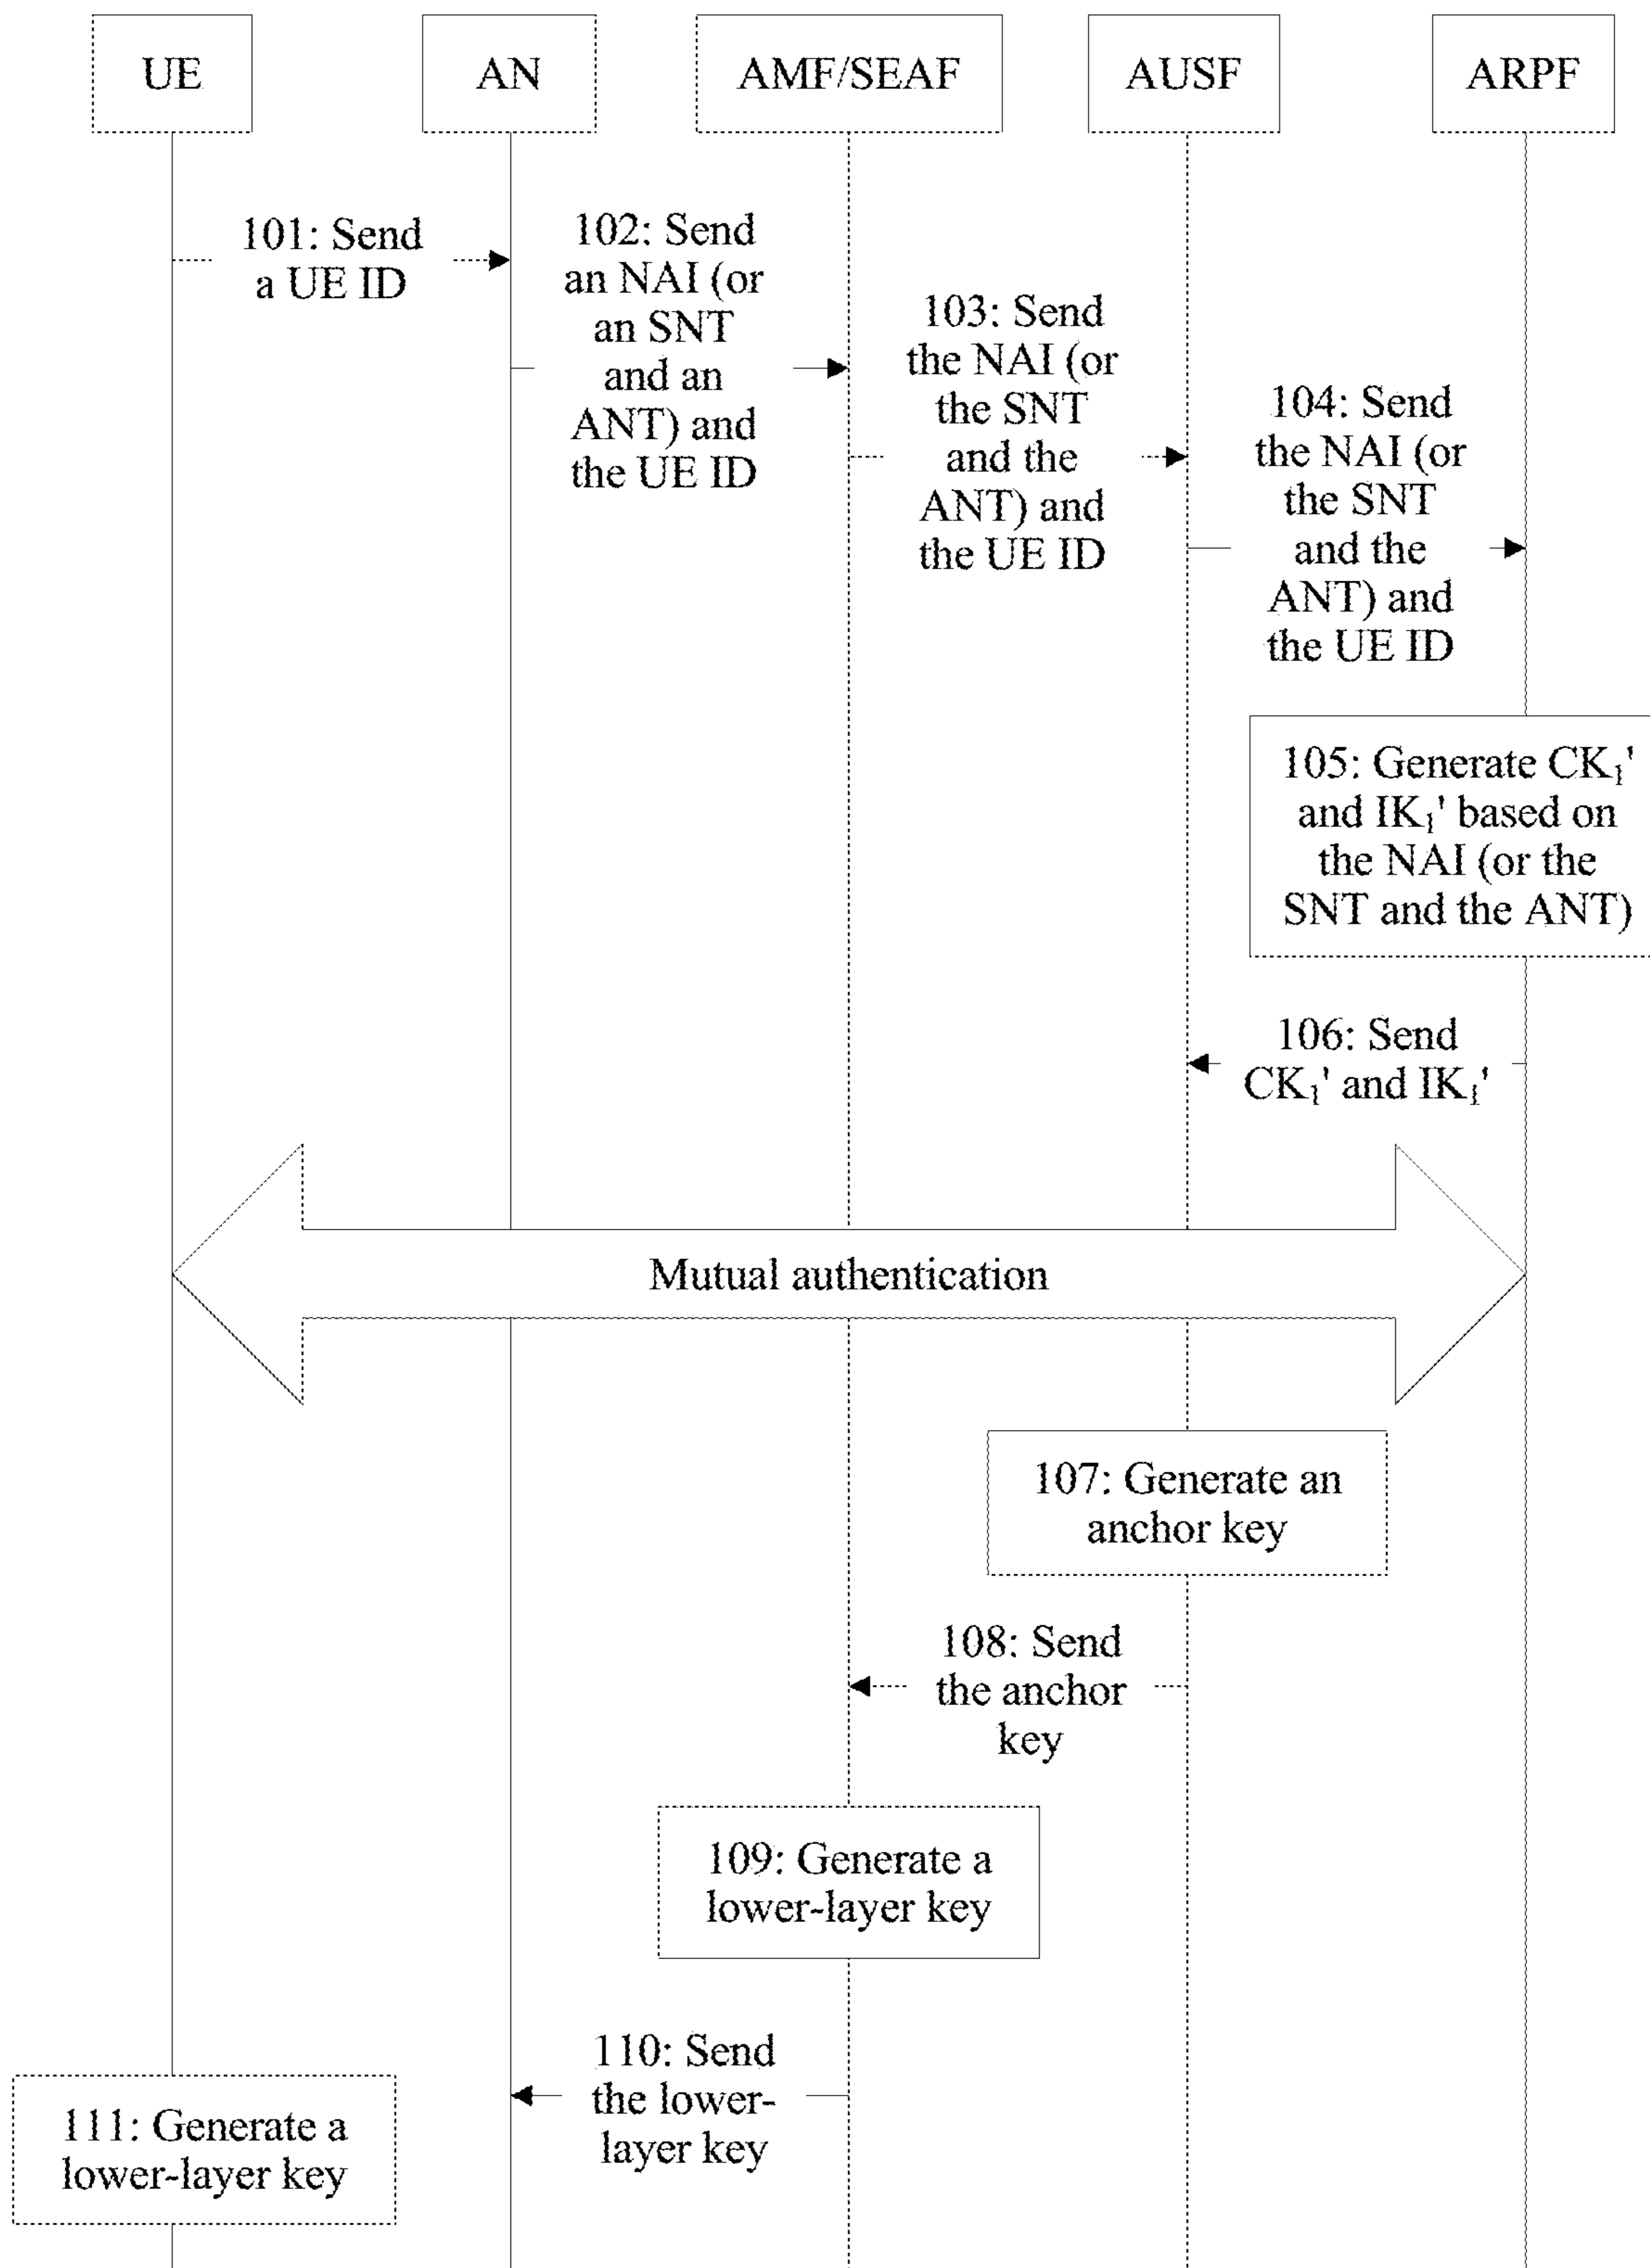 UE
AN
AMF/SEAF
AUSF
ARPF
101: Send
a UE ID
102: Send
an NAI (or
an SNT
and an
ANT) and
the UE ID
103: Send
the NAI (or
the SNT
and the
ANT) and
the UE ID
104: Send
the NAI (or
the SNT
and the
ANT) and
the UE ID
105: Generate CK₁'
and IK₁' based on
the NAI (or the
SNT and the ANT)
106: Send
CK₁' and IK₁'
Mutual authentication
107: Generate an
anchor key
108: Send
the anchor
key
109: Generate a
lower-layer key
110: Send
the lower-
layer key
111: Generate a
lower-layer key